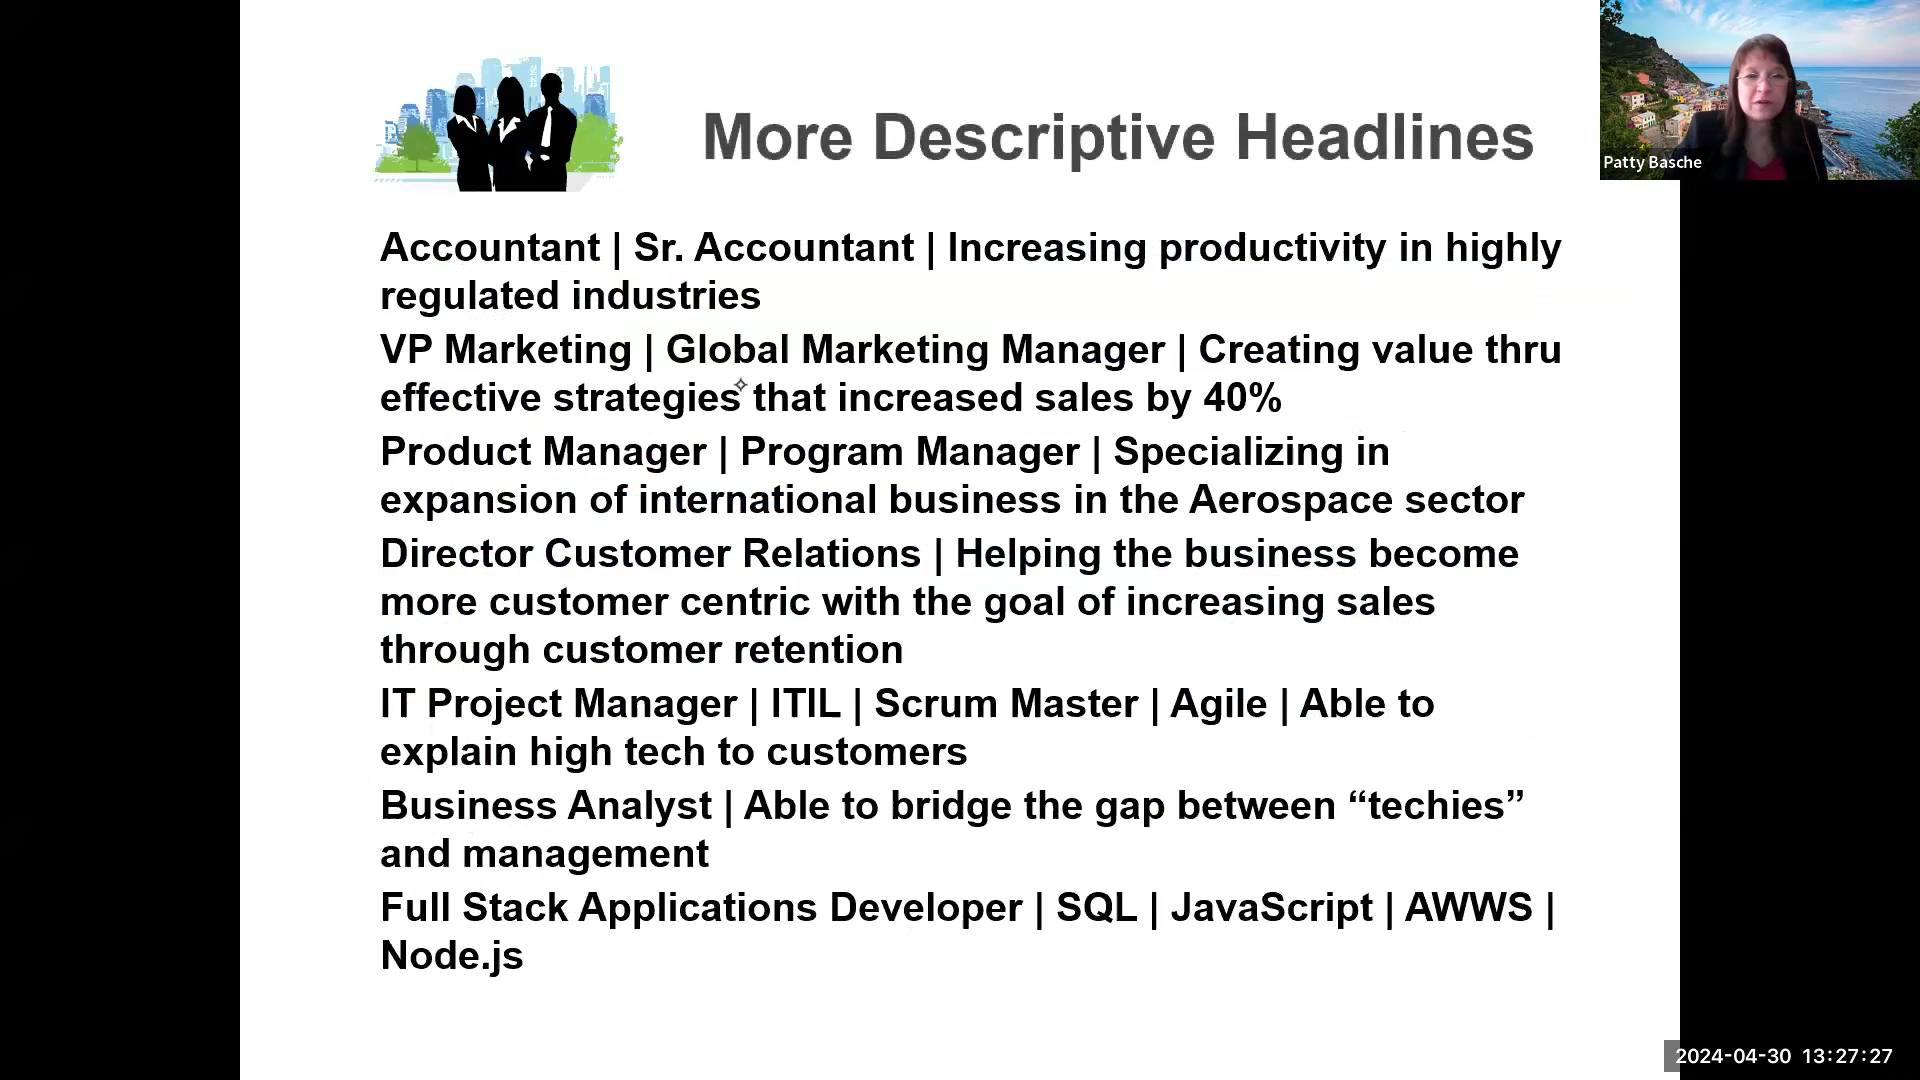 More Descriptive Headlines
Patty Basche
Accountant | Sr. Accountant | Increasing productivity in highly
regulated industries
VP Marketing | Global Marketing Manager | Creating value thru
effective strategies that increased sales by 40%
Product Manager | Program Manager | Specializing in
expansion of international business in the Aerospace sector
Director Customer Relations | Helping the business become
more customer centric with the goal of increasing sales
through customer retention
IT Project Manager | ITIL | Scrum Master | Agile | Able to
explain high tech to customers
Business Analyst | Able to bridge the gap between “techies”
and management
Full Stack Applications Developer | SQL | JavaScript | AWWS |
Node.js
2024-04-30 13:27:27